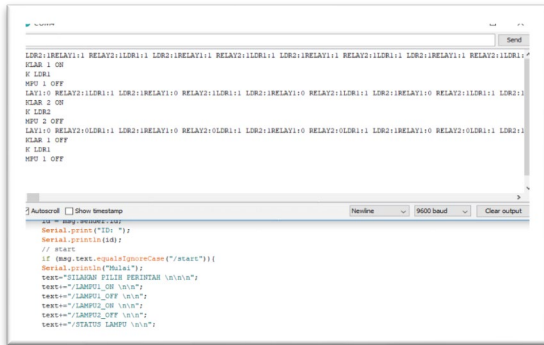 Send
LDR2:1RELAY1:1 RELAY2:1LDR1:1 LDR2:1RELAY1:1 RELAY2:1LDR1:1 LDR2:1RELAY1:1 RELAY2:1LDR1:1 LDR2:1RELAY1:1 RELAY2:1LDR1:
KLAR 1 ON
K LDR1
MPU 1 OFF
LAY1:0 RELAY2:1LDR1:1 LDR2:1RELAY1:0 RELAY2:1LDR1:1 LDR2:1RELAY1:0 RELAY2:1LDR1:1 LDR2:1RELAY1:0 RELAY2:1LDR1:1 LDR2:1
KLAR 2 ON
K LDR2
MPU 2 OFF
LAY1:0 RELAY2:0LDR1:1 LDR2:1RELAY1:0 RELAY2:0LDR1:1 LDR2:1RELAY1:0 RELAY2:0LDR1:1 LDR2:1RELAY1:0 RELAY2:0LDR1:1 LDR2:1
KLAR 1 OFF
K LDR1
MPU 1 OFF
Autoscroll Show timestamp Newline 9600 baud Clear output
id = msg.sender.id;
Serial.print("ID: ");
Serial.println(id);
// start
if (msg.text.equalsIgnoreCase("/start")){
Serial.println("Mulai");
text="SILAHAN PILIH PERINTAH \n\n\n";
text+="/LAMPU1_ON \n\n";
text+="/LAMPU1_OFF \n\n";
text+="/LAMPU2_ON \n\n";
text+="/LAMPU2_OFF \n\n";
text+="/STATUS LAMPU \n";